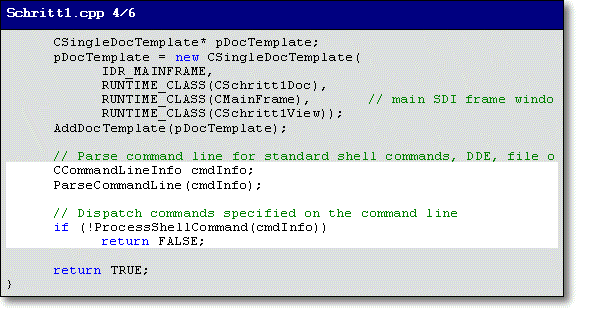 Schritt1.cpp 4/6
CSingleDocTemplate* pDocTemplate;
pDocTemplate = new CSingleDocTemplate(
IDR_MAINFRAME,
RUNTIME_CLASS(CSchritt1Doc),
RUNTIME_CLASS(CMainFrame), // main SDI frame windo
RUNTIME_CLASS(CSchritt1View));
AddDocTemplate(pDocTemplate);
// Parse command line for standard shell commands, DDE, file o
CCommandLineInfo cmdInfo;
ParseCommandLine(cmdInfo);
// Dispatch commands specified on the command line
if (!ProcessShellCommand(cmdInfo))
return FALSE;
return TRUE;
}